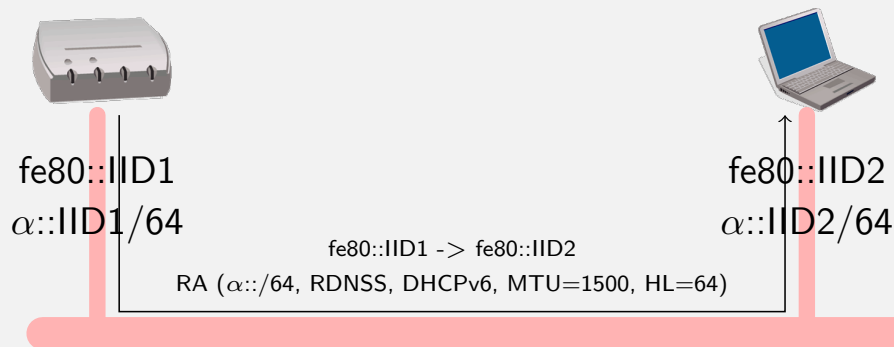 fe80::IID1
α::IID1/64
fe80::IID2
α::IID2/64
fe80::IID1 -> fe80::IID2
RA (α::/64, RDNSS, DHCPv6, MTU=1500, HL=64)